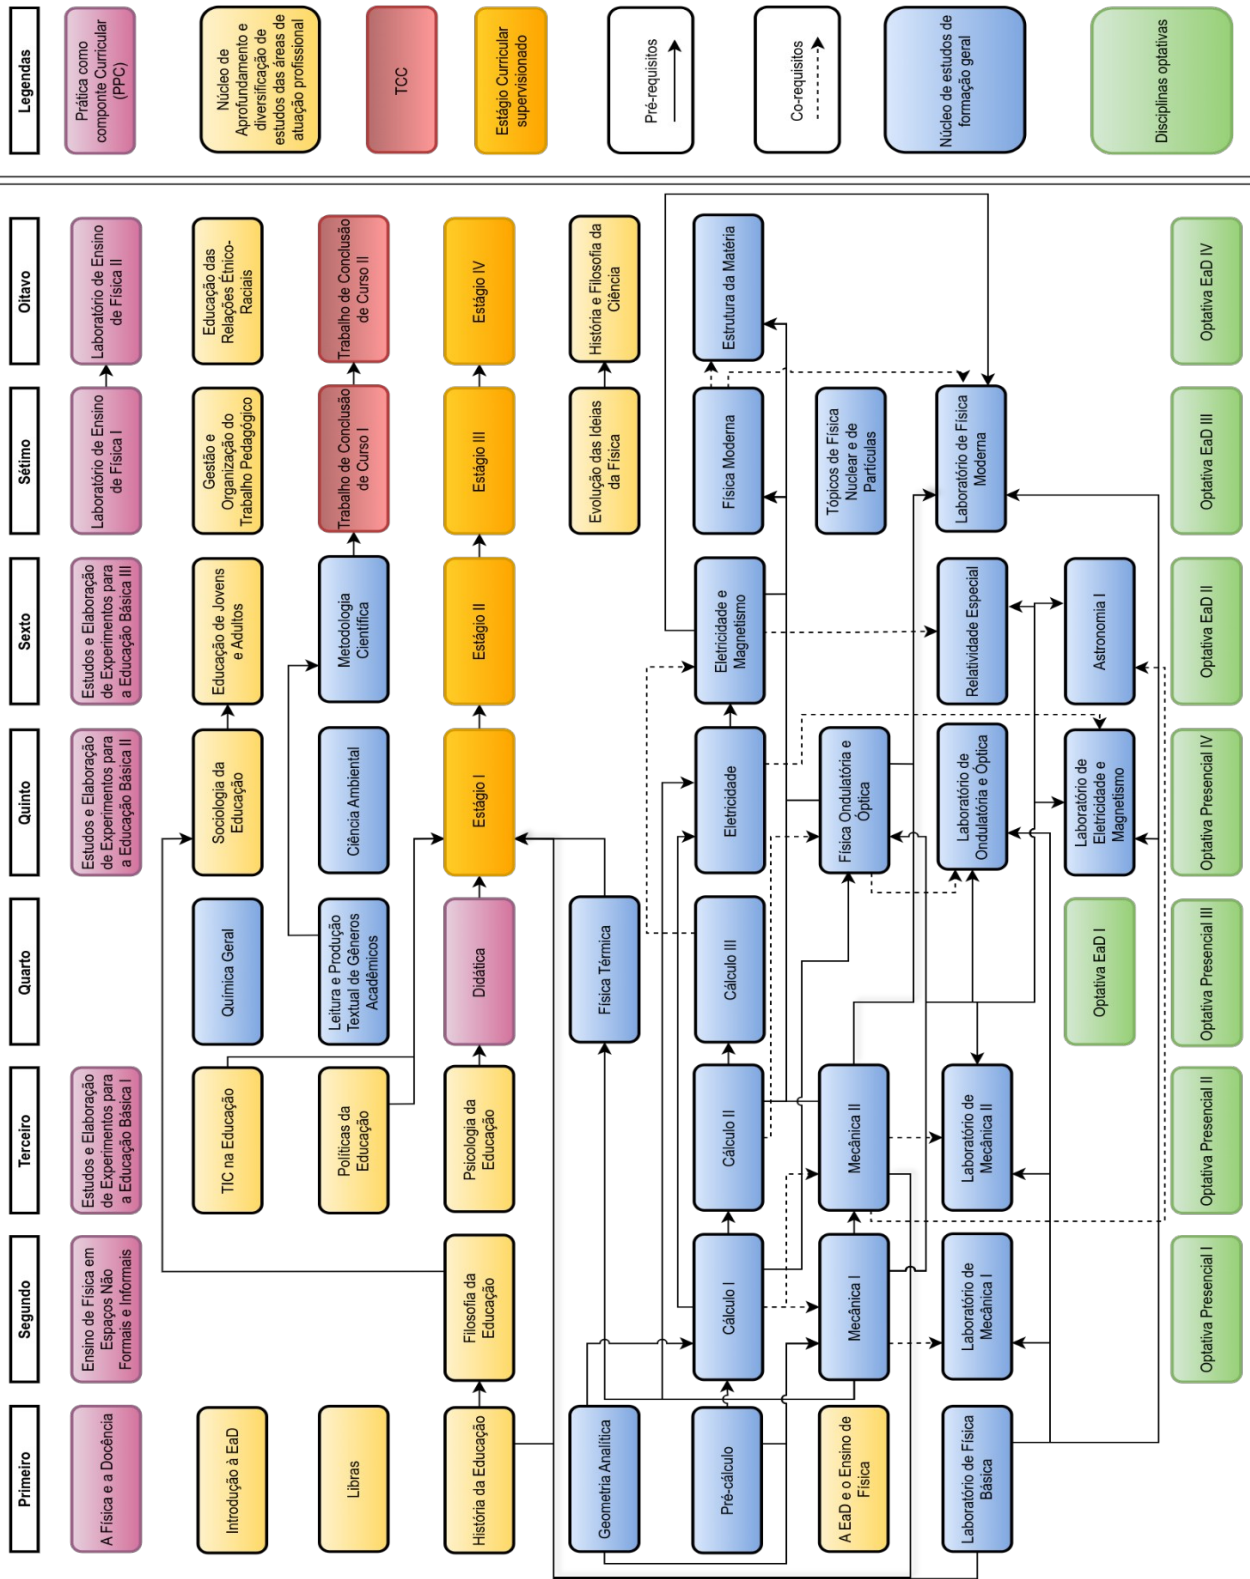 Primeiro
A Física e a Docência
Introdução à EaD
Libras
História da Educação
Geometria Analítica
Pré-cálculo
A EaD e o Ensino de
Física
Laboratório de Física
Básica
Segundo
Ensino de Física em
Espaços Não
Formais e Informais
Filosofia da
Educação
Cálculo I
Mecânica I
Laboratório de
Mecânica I
Optativa Presencial I
Terceiro
Estudos e Elaboração
de Experimentos para
a Educação Básica I
TIC na Educação
Políticas da
Educação
Psicologia da
Educação
Cálculo II
Mecânica II
Laboratório de
Mecânica II
Optativa Presencial II
Quarto
Química Geral
Leitura e Produção
Textual de Gêneros
Acadêmicos
Didática
Física Térmica
Cálculo III
Optativa EaD I
Optativa Presencial III
Quinto
Estudos e Elaboração
de Experimentos para
a Educação Básica II
Sociologia da
Educação
Ciência Ambiental
Estágio I
Eletricidade
Física Ondulatória e
Óptica
Laboratório de
Ondulatória e Óptica
Laboratório de
Eletricidade e
Magnetismo
Optativa Presencial IV
Sexto
Estudos e Elaboração
de Experimentos para
a Educação Básica III
Educação de Jovens
e Adultos
Metodologia
Científica
Estágio II
Eletricidade e
Magnetismo
Relatividade Especial
Astronomia I
Optativa EaD II
Sétimo
Laboratório de Ensino
de Física I
Gestão e
Organização do
Trabalho Pedagógico
Trabalho de Conclusão
de Curso I
Estágio III
Evolução das Ideias
da Física
Física Moderna
Tópicos de Física
Nuclear e de
Partículas
Laboratório de Física
Moderna
Optativa EaD III
Oitavo
Laboratório de Ensino
de Física II
Educação das
Relações Étnico-
Raciais
Trabalho de Conclusão
de Curso II
Estágio IV
História e Filosofia da
Ciência
Estrutura da Matéria
Optativa EaD IV
Legendas
Prática como
componte Curricular
(PPC)
Núcleo de
Aprofundamento e
diversificação de
estudos das áreas de
atuação profissional
TCC
Estágio Curricular
supervisionado
Pré-requisitos
Co-requisitos
Núcleo de estudos de
formação geral
Disciplinas optativas